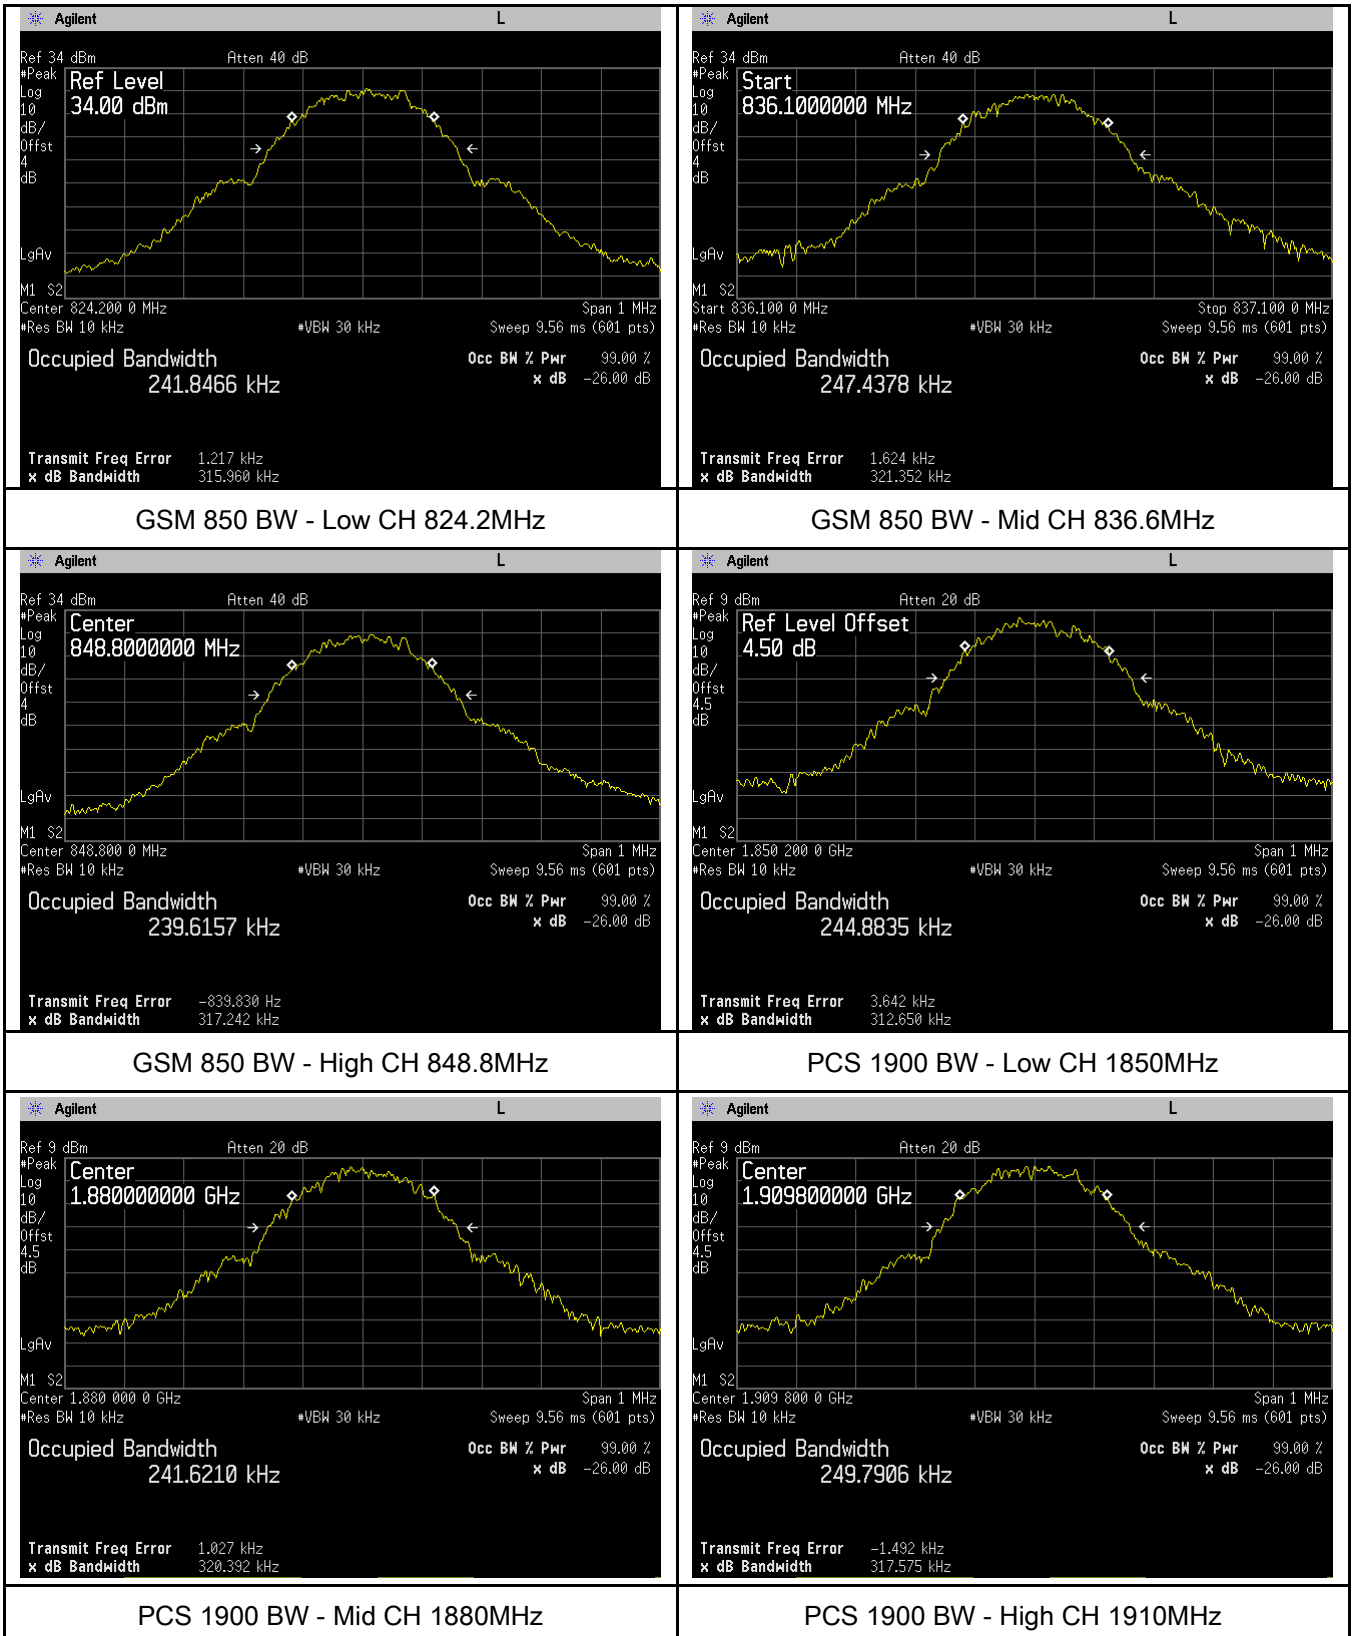 Agilent L
Ref 34 dBm Atten 40 dB
#Peak
Log
10
dB/
Offst
4
dB
Ref Level
34.00 dBm
LgAv
M1 S2
Center 824.200 0 MHz Span 1 MHz
#Res BW 10 kHz #VBW 30 kHz Sweep 9.56 ms (601 pts)
Occupied Bandwidth Occ BW % Pwr 99.00 %
241.8466 kHz x dB -26.00 dB
Transmit Freq Error 1.217 kHz
x dB Bandwidth 315.960 kHz
GSM 850 BW - Low CH 824.2MHz
Agilent L
Ref 34 dBm Atten 40 dB
#Peak
Log
10
dB/
Offst
4
dB
Start
836.1000000 MHz
LgAv
M1 S2
Start 836.100 0 MHz Stop 837.100 0 MHz
#Res BW 10 kHz #VBW 30 kHz Sweep 9.56 ms (601 pts)
Occupied Bandwidth Occ BW % Pwr 99.00 %
247.4378 kHz x dB -26.00 dB
Transmit Freq Error 1.624 kHz
x dB Bandwidth 321.352 kHz
GSM 850 BW - Mid CH 836.6MHz
Agilent L
Ref 34 dBm Atten 40 dB
#Peak
Log
10
dB/
Offst
4
dB
Center
848.8000000 MHz
LgAv
M1 S2
Center 848.800 0 MHz Span 1 MHz
#Res BW 10 kHz #VBW 30 kHz Sweep 9.56 ms (601 pts)
Occupied Bandwidth Occ BW % Pwr 99.00 %
239.6157 kHz x dB -26.00 dB
Transmit Freq Error -839.830 Hz
x dB Bandwidth 317.242 kHz
GSM 850 BW - High CH 848.8MHz
Agilent L
Ref 9 dBm Atten 20 dB
#Peak
Log
10
dB/
Offst
4.5
dB
Ref Level Offset
4.50 dB
LgAv
M1 S2
Center 1.850 200 0 GHz Span 1 MHz
#Res BW 10 kHz #VBW 30 kHz Sweep 9.56 ms (601 pts)
Occupied Bandwidth Occ BW % Pwr 99.00 %
244.8835 kHz x dB -26.00 dB
Transmit Freq Error 3.642 kHz
x dB Bandwidth 312.650 kHz
PCS 1900 BW - Low CH 1850MHz
Agilent L
Ref 9 dBm Atten 20 dB
#Peak
Log
10
dB/
Offst
4.5
dB
Center
1.880000000 GHz
LgAv
M1 S2
Center 1.880 000 0 GHz Span 1 MHz
#Res BW 10 kHz #VBW 30 kHz Sweep 9.56 ms (601 pts)
Occupied Bandwidth Occ BW % Pwr 99.00 %
241.6210 kHz x dB -26.00 dB
Transmit Freq Error 1.027 kHz
x dB Bandwidth 320.392 kHz
PCS 1900 BW - Mid CH 1880MHz
Agilent L
Ref 9 dBm Atten 20 dB
#Peak
Log
10
dB/
Offst
4.5
dB
Center
1.909800000 GHz
LgAv
M1 S2
Center 1.909 800 0 GHz Span 1 MHz
#Res BW 10 kHz #VBW 30 kHz Sweep 9.56 ms (601 pts)
Occupied Bandwidth Occ BW % Pwr 99.00 %
249.7906 kHz x dB -26.00 dB
Transmit Freq Error -1.492 kHz
x dB Bandwidth 317.575 kHz
PCS 1900 BW - High CH 1910MHz